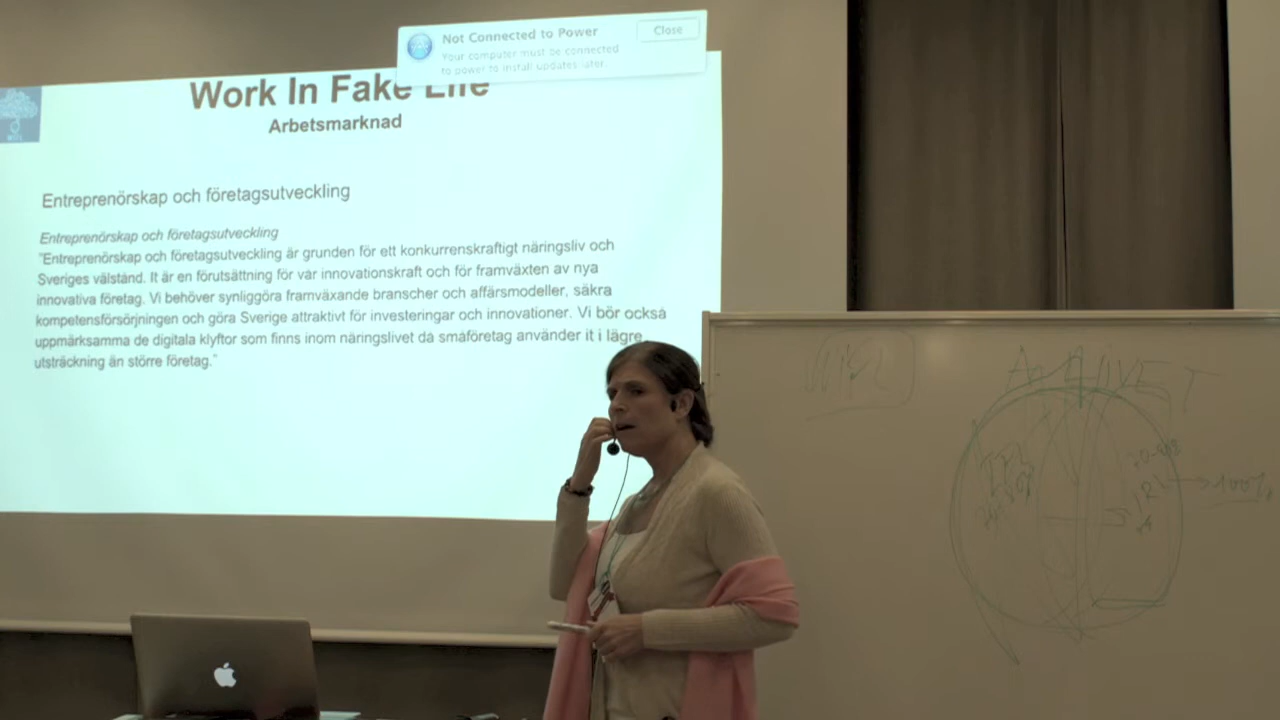 Not Connected to Power
Close
Your computer must be connected
to power to install updates later.
Work In Fake Life
Arbetsmarknad
Entreprenörskap och företagsutveckling
Entreprenörskap och företagsutveckling
"Entreprenörskap och företagsutveckling är grunden för ett konkurrenskraftigt näringsliv och
Sveriges välstånd. It är en förutsättning för vår innovationskraft och för framväxten av nya
innovativa företag. Vi behöver synliggöra framväxande branscher och affärsmodeller, säkra
kompetensförsörjningen och göra Sverige attraktivt för investeringar och innovationer. Vi bör också
uppmärksamma de digitala klyftor som finns inom näringslivet då småföretag använder it i lägre
utsträckning än större företag."
IRL
100%